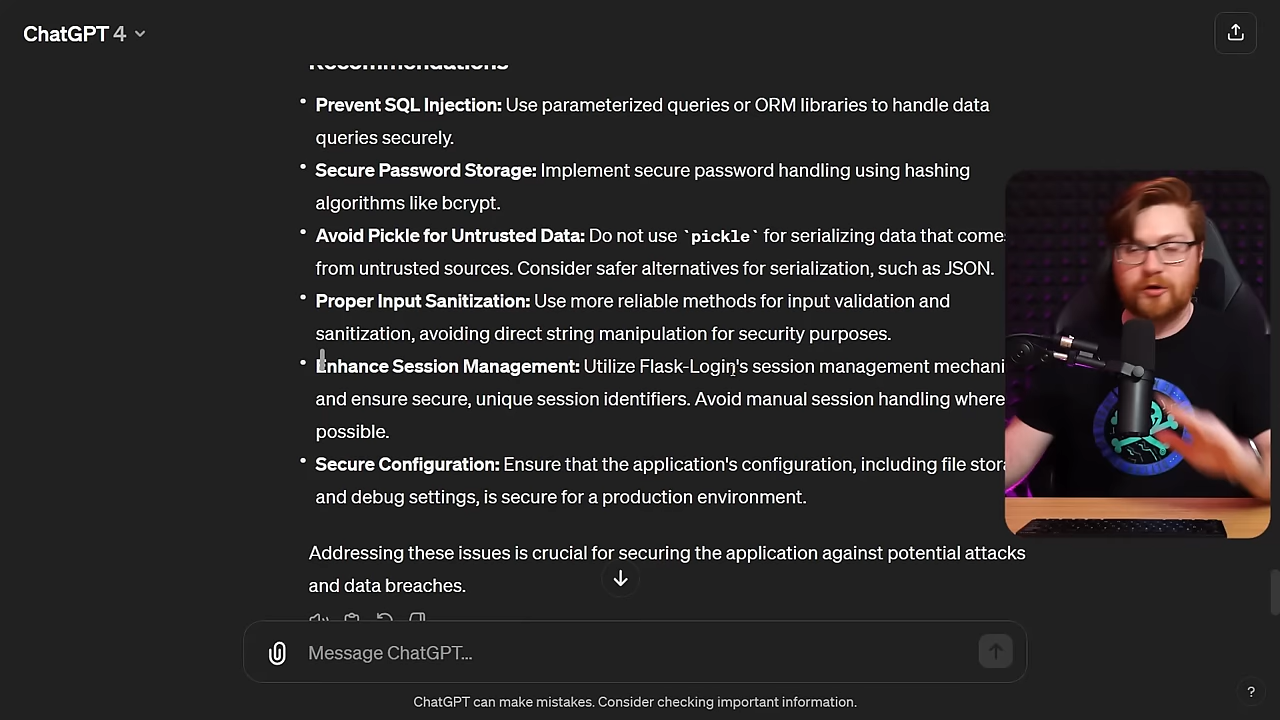 ChatGPT 4
Recommendations
Prevent SQL Injection: Use parameterized queries or ORM libraries to handle data
queries securely.
Secure Password Storage: Implement secure password handling using hashing
algorithms like bcrypt.
Avoid Pickle for Untrusted Data: Do not use `pickle` for serializing data that come
from untrusted sources. Consider safer alternatives for serialization, such as JSON.
Proper Input Sanitization: Use more reliable methods for input validation and
sanitization, avoiding direct string manipulation for security purposes.
Enhance Session Management: Utilize Flask-Login's session management mechani
and ensure secure, unique session identifiers. Avoid manual session handling where
possible.
Secure Configuration: Ensure that the application's configuration, including file stora
and debug settings, is secure for a production environment.
Addressing these issues is crucial for securing the application against potential attacks
and data breaches.
Message ChatGPT...
ChatGPT can make mistakes. Consider checking important information.
?